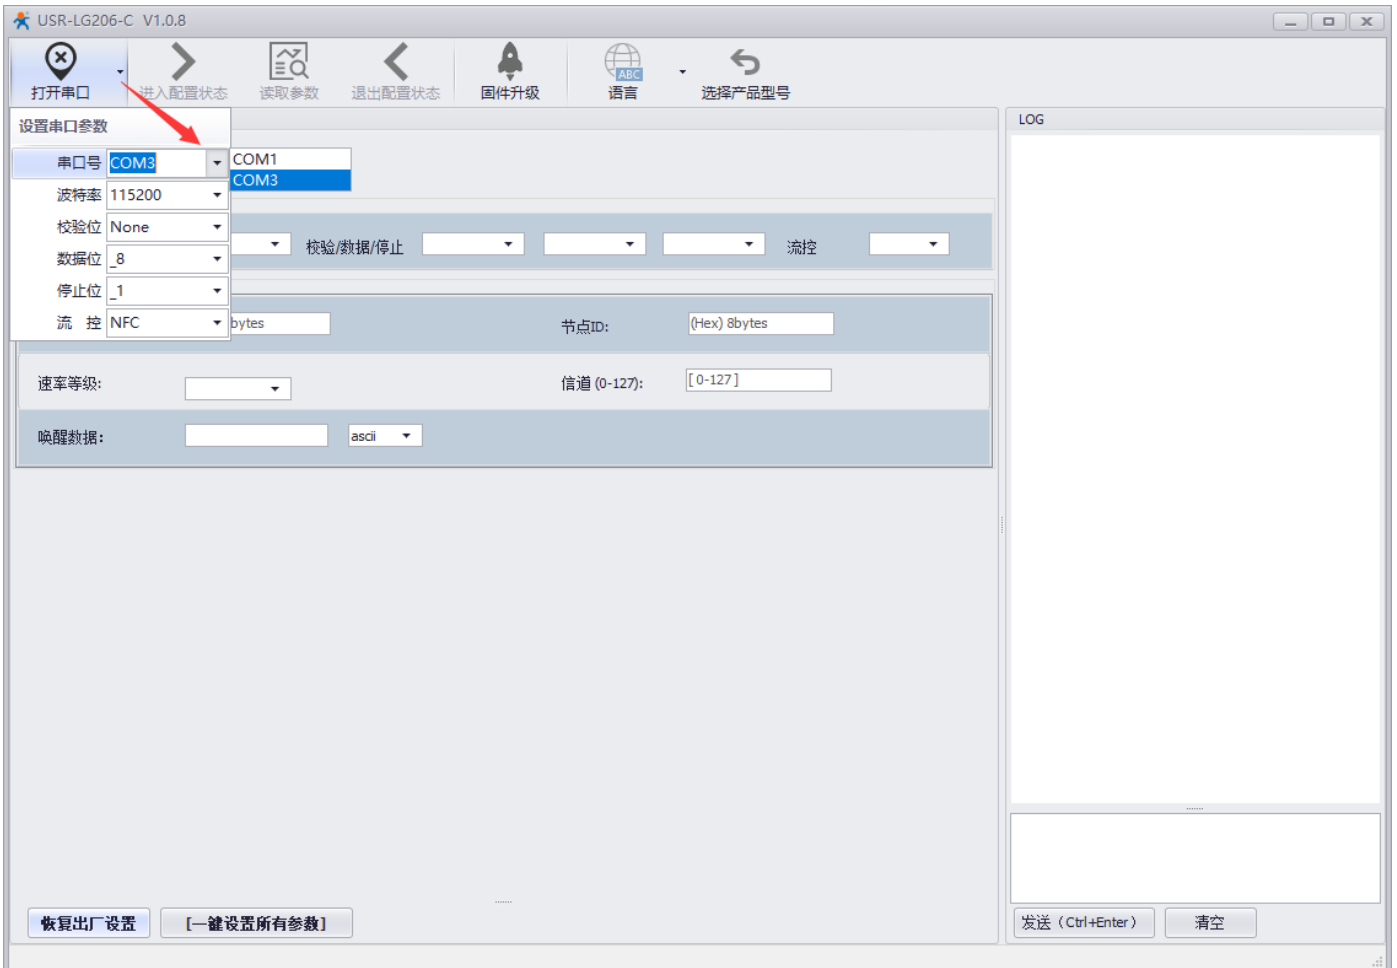 USR-LG206-C V1.0.8
打开串口 进入配置状态 读取参数 退出配置状态 固件升级 ABC 语言 选择产品型号
设置串口参数
LOG
串口号 COM3 COM1
COM3
波特率 115200
校验位 None
校验/数据/停止 流控
数据位 _8
停止位 _1
流 控 NFC bytes 节点ID: (Hex) 8bytes
速率等级: 信道 (0-127): [ 0-127 ]
唤醒数据: ascii
恢复出厂设置 [一键设置所有参数] 发送（Ctrl+Enter） 清空